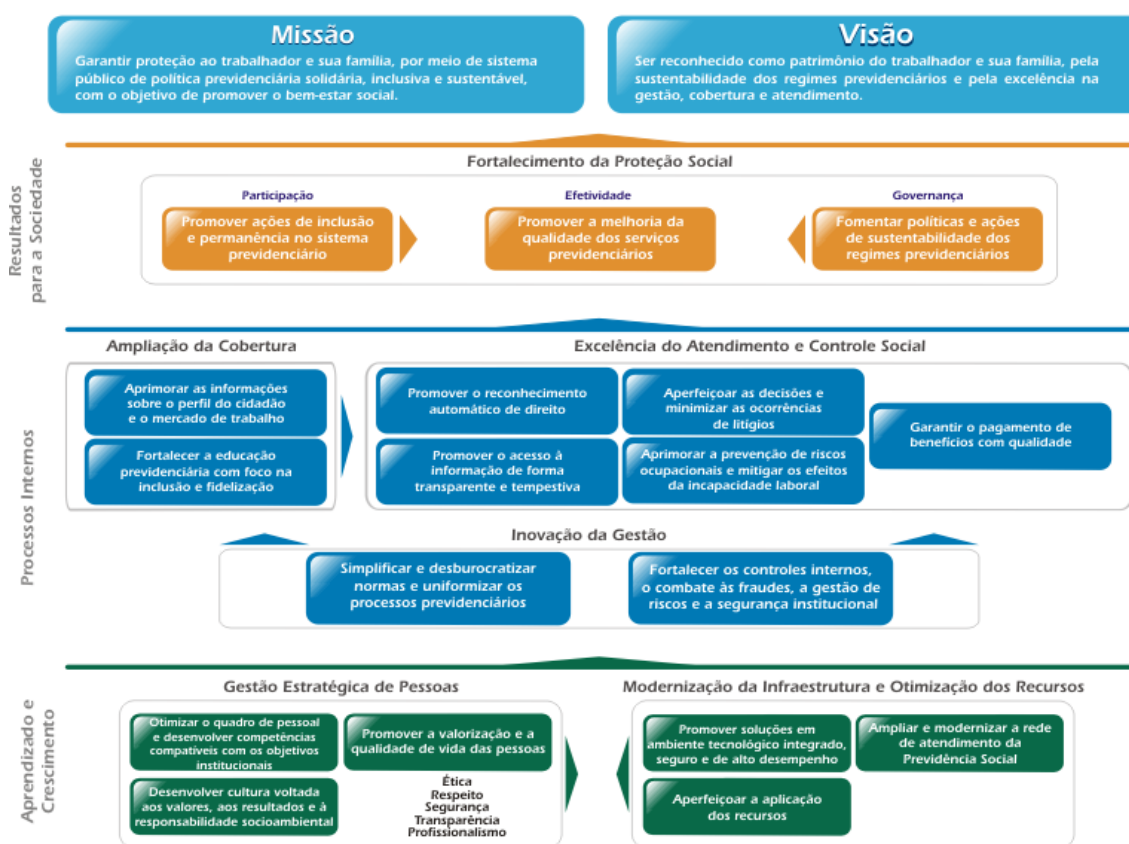 Missão
Garantir proteção ao trabalhador e sua família, por meio de sistema
público de política previdenciária solidária, inclusiva e sustentável,
com o objetivo de promover o bem-estar social.
Visão
Ser reconhecido como patrimônio do trabalhador e sua família, pela
sustentabilidade dos regimes previdenciários e pela excelência na
gestão, cobertura e atendimento.
Resultados
para a Sociedade
Fortalecimento da Proteção Social
Participação
Promover ações de inclusão
e permanência no sistema
previdenciário
Efetividade
Promover a melhoria da
qualidade dos serviços
previdenciários
Governança
Fomentar políticas e ações
de sustentabilidade dos
regimes previdenciários
Processos Internos
Ampliação da Cobertura
Aprimorar as informações
sobre o perfil do cidadão
e o mercado de trabalho
Fortalecer a educação
previdenciária com foco na
inclusão e fidelização
Excelência do Atendimento e Controle Social
Promover o reconhecimento
automático de direito
Aperfeiçoar as decisões e
minimizar as ocorrências
de litígios
Garantir o pagamento de
benefícios com qualidade
Promover o acesso à
informação de forma
transparente e tempestiva
Aprimorar a prevenção de riscos
ocupacionais e mitigar os efeitos
da incapacidade laboral
Inovação da Gestão
Simplificar e desburocratizar
normas e uniformizar os
processos previdenciários
Fortalecer os controles internos,
o combate às fraudes, a gestão de
riscos e a segurança institucional
Aprendizado e
Crescimento
Gestão Estratégica de Pessoas
Otimizar o quadro de pessoal
e desenvolver competências
compatíveis com os objetivos
institucionais
Promover a valorização e a
qualidade de vida das pessoas
Desenvolver cultura voltada
aos valores, aos resultados e à
responsabilidade socioambiental
Ética
Respeito
Segurança
Transparência
Profissionalismo
Modernização da Infraestrutura e Otimização dos Recursos
Promover soluções em
ambiente tecnológico integrado,
seguro e de alto desempenho
Ampliar e modernizar a rede
de atendimento da
Previdência Social
Aperfeiçoar a aplicação
dos recursos